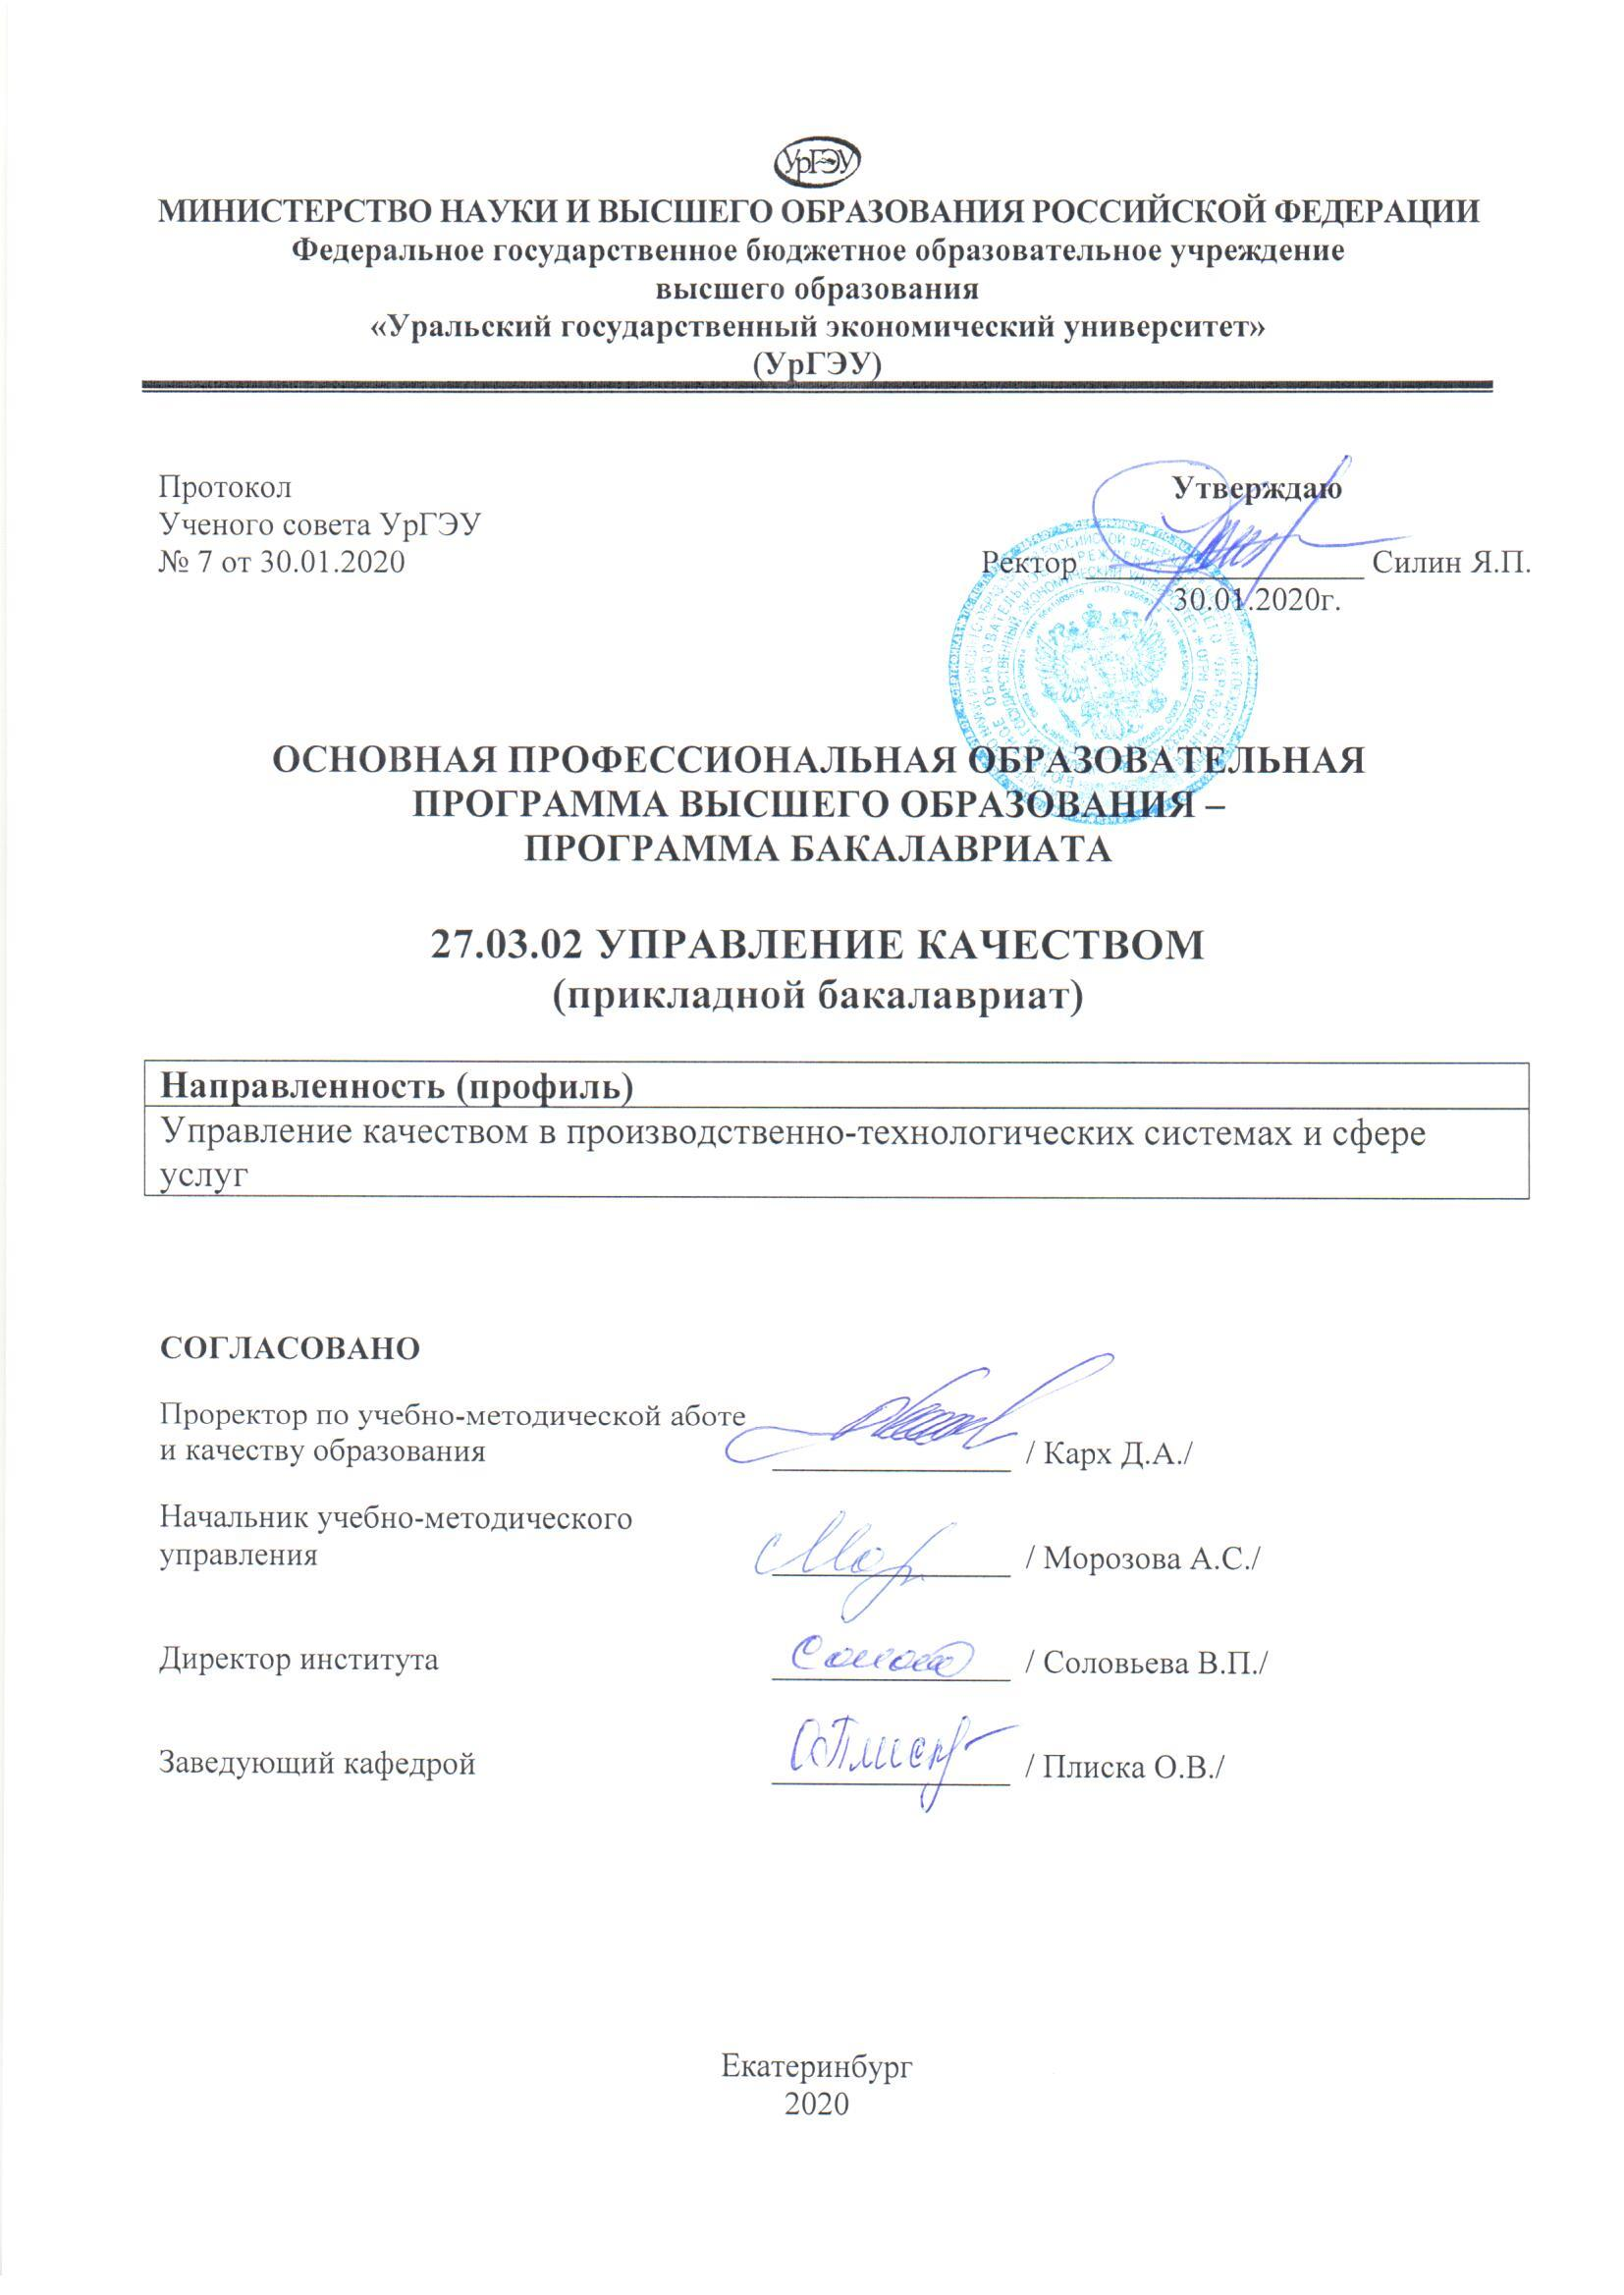 УрГЭУ
МИНИСТЕРСТВО НАУКИ И ВЫСШЕГО ОБРАЗОВАНИЯ РОССИЙСКОЙ ФЕДЕРАЦИИ
Федеральное государственное бюджетное образовательное учреждение
высшего образования
«Уральский государственный экономический университет»
(УрГЭУ)
Протокол
Ученого совета УрГЭУ
№ 7 от 30.01.2020
Утверждаю
Ректор Силин Я.П.
30.01.2020г.
ОСНОВНАЯ ПРОФЕССИОНАЛЬНАЯ ОБРАЗОВАТЕЛЬНАЯ
ПРОГРАММА ВЫСШЕГО ОБРАЗОВАНИЯ –
ПРОГРАММА БАКАЛАВРИАТА
27.03.02 УПРАВЛЕНИЕ КАЧЕСТВОМ
(прикладной бакалавриат)
Направленность (профиль)
Управление качеством в производственно-технологических системах и сфере
услуг
СОГЛАСОВАНО
Проректор по учебно-методической аботе
и качеству образования / Карх Д.А./
Начальник учебно-методического
управления / Морозова А.С./
Директор института / Соловьева В.П./
Заведующий кафедрой / Плиска О.В./
Екатеринбург
2020